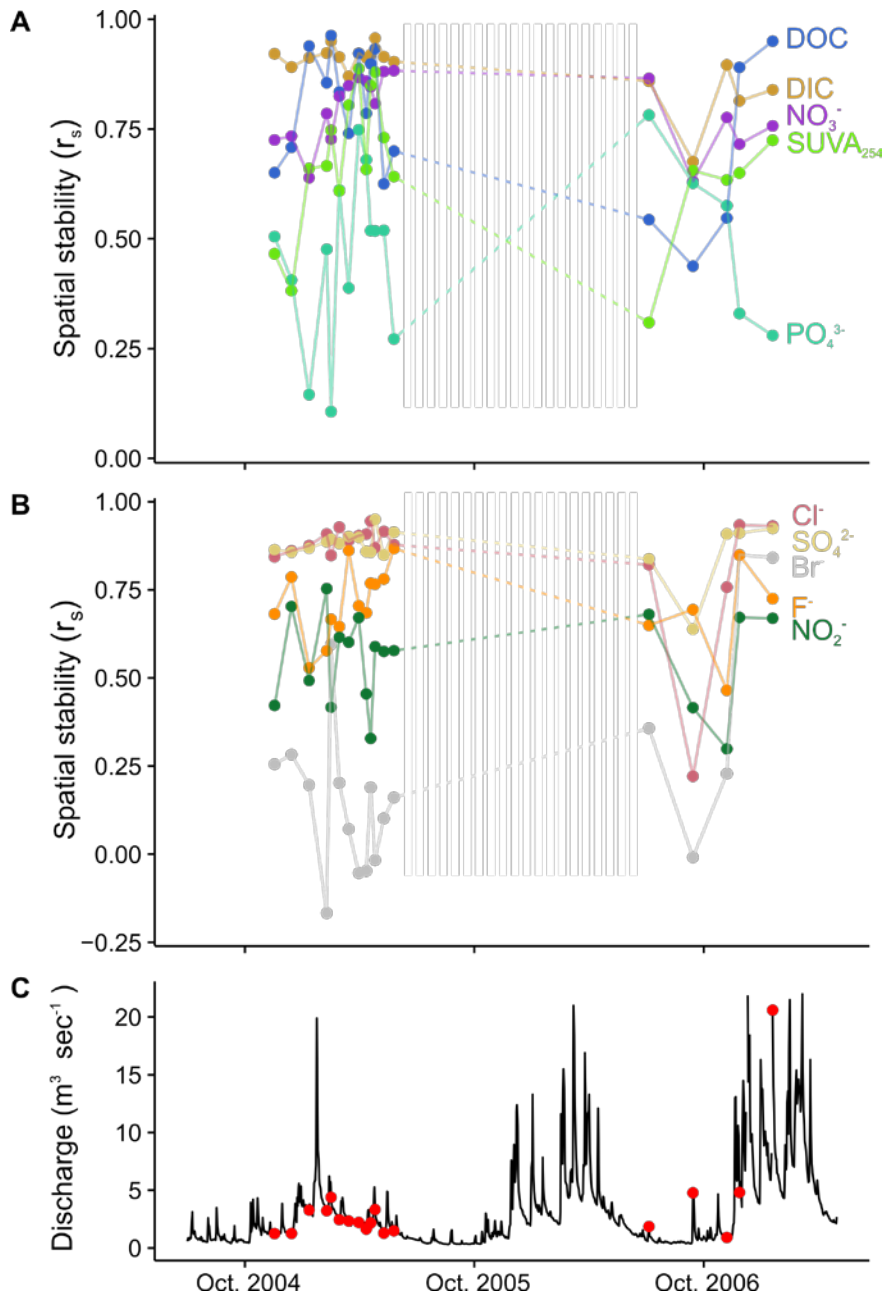 A
Spatial stability (rₛ)
1.00
0.75
0.50
0.25
0.00
DOC
DIC
NO₃⁻
SUVA₂₅₄
PO₄³⁻
B
Spatial stability (rₛ)
1.00
0.75
0.50
0.25
0.00
−0.25
Cl⁻
SO₄²⁻
Br⁻
F⁻
NO₂⁻
C
Discharge (m³ sec⁻¹)
20
15
10
5
0
Oct. 2004 Oct. 2005 Oct. 2006